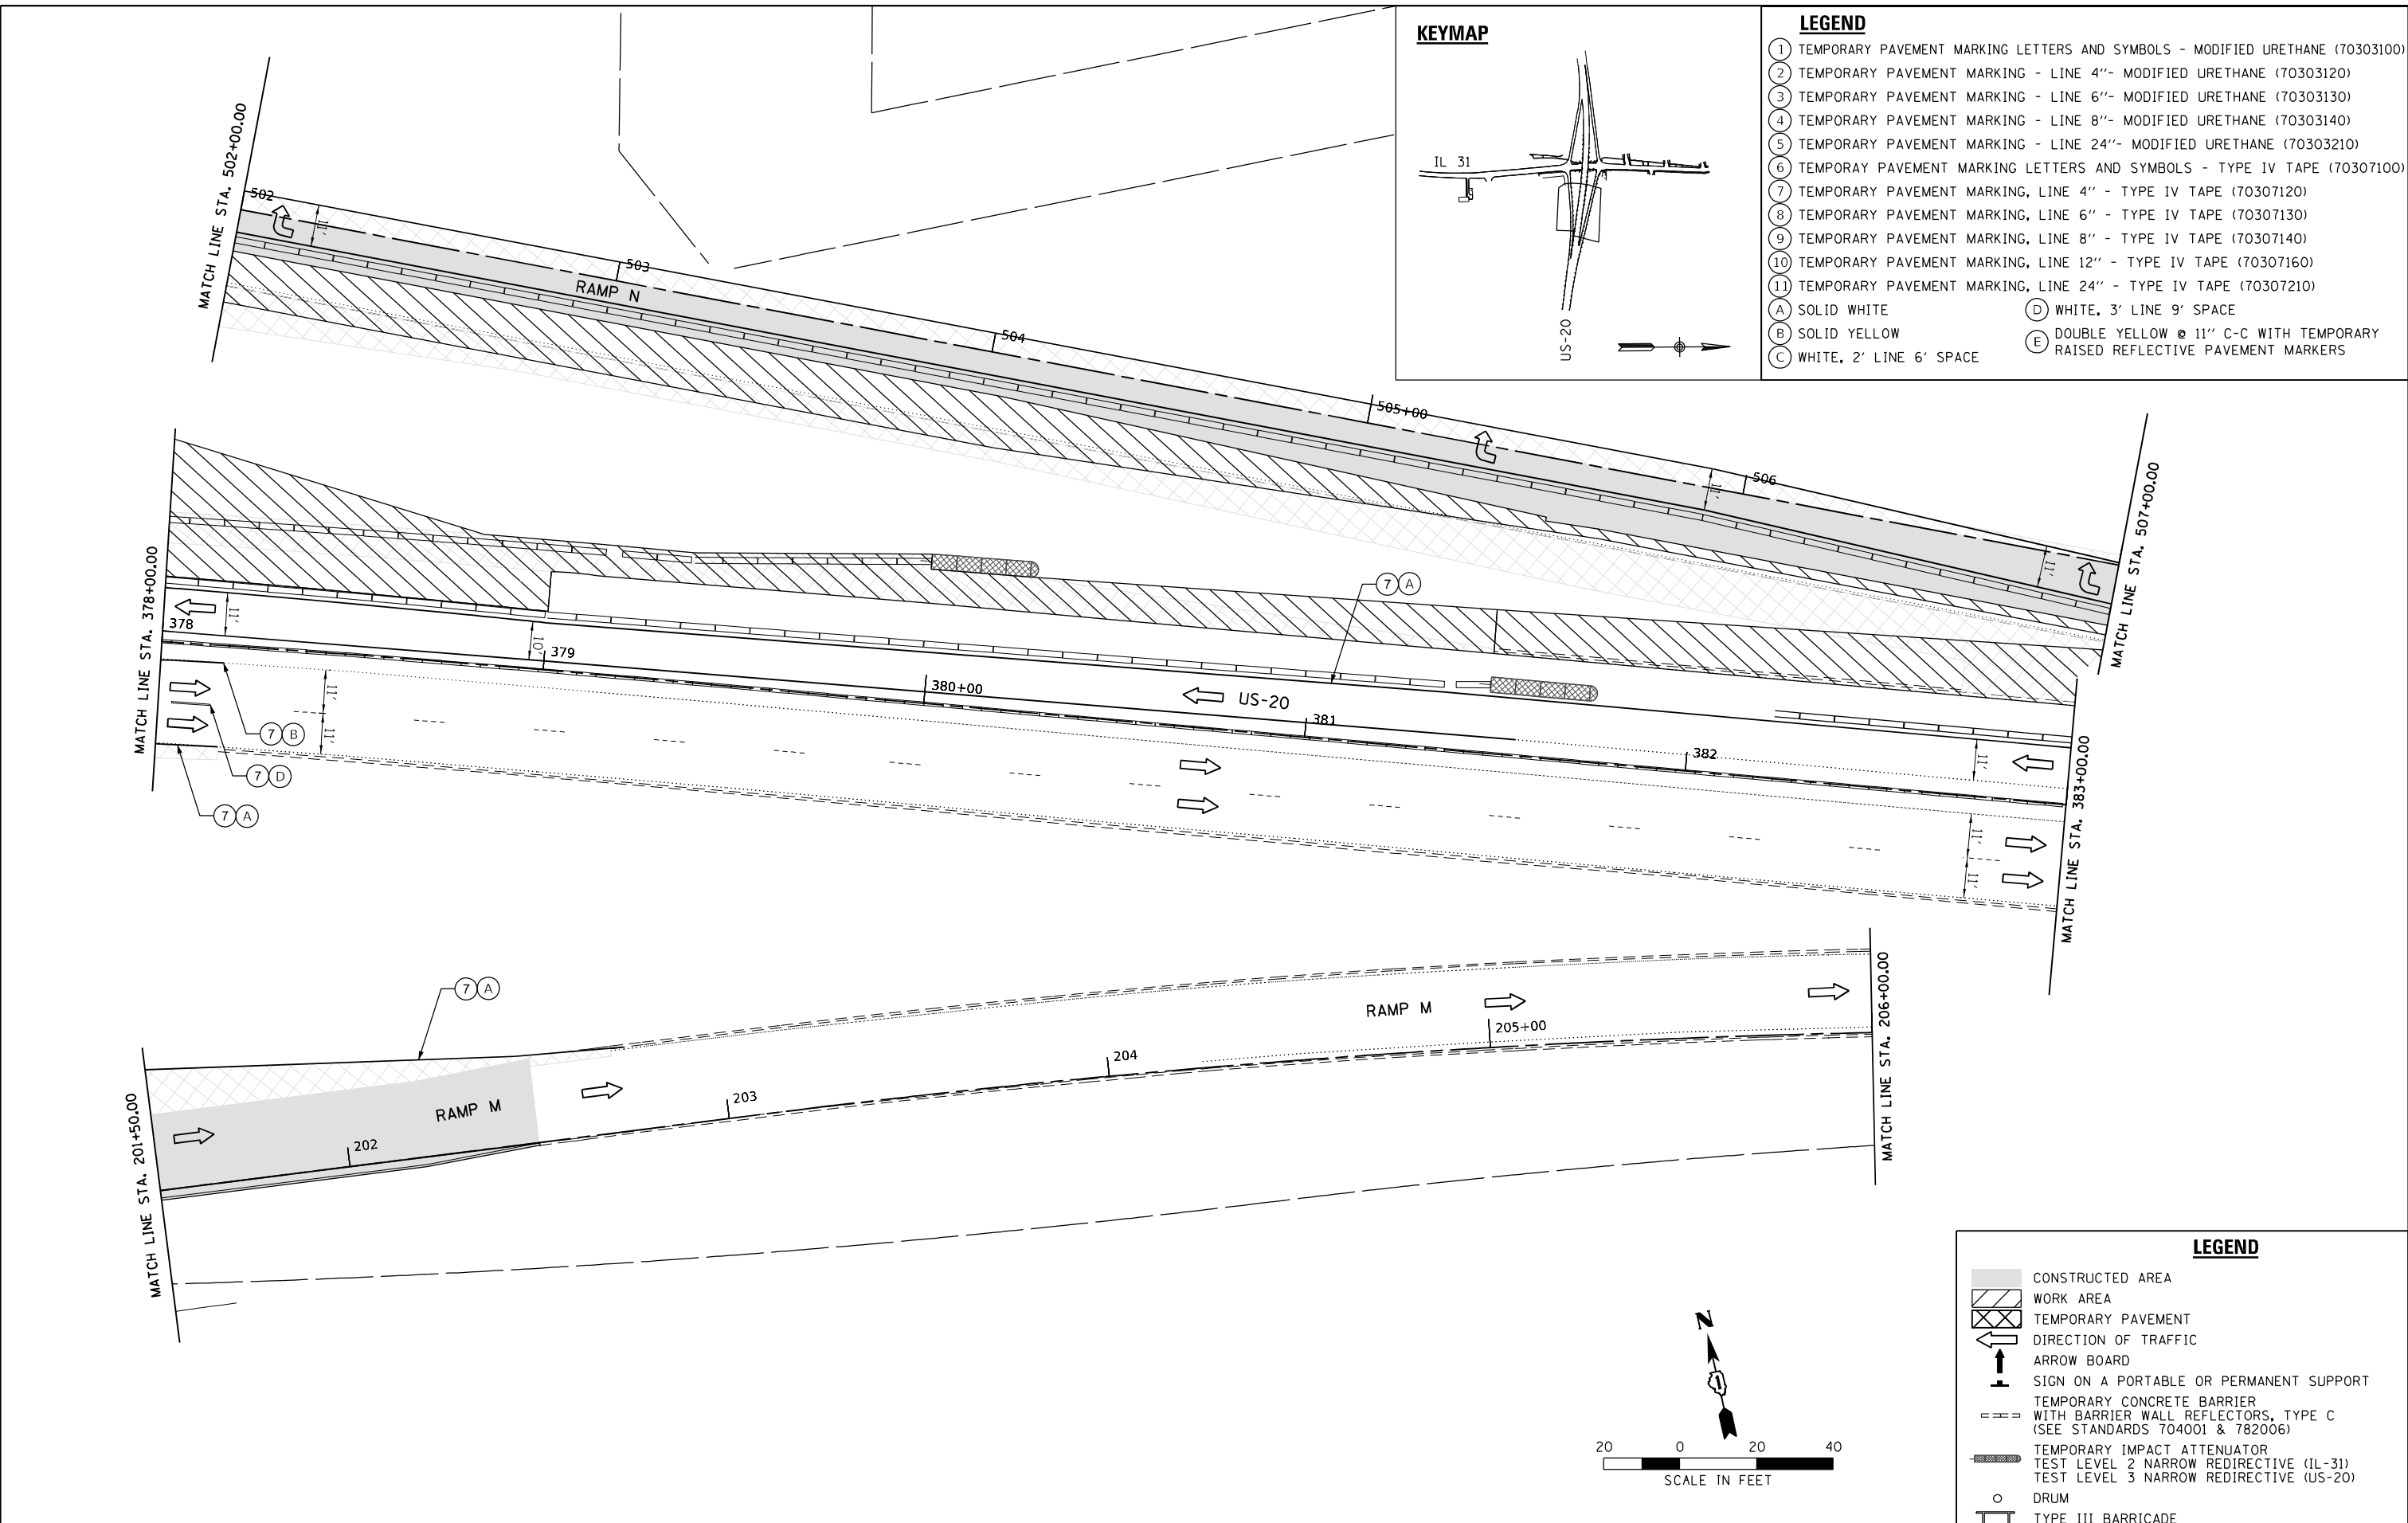 KEYMAP
IL 31
US-20
LEGEND
1 TEMPORARY PAVEMENT MARKING LETTERS AND SYMBOLS - MODIFIED URETHANE (70303100)
2 TEMPORARY PAVEMENT MARKING - LINE 4''- MODIFIED URETHANE (70303120)
3 TEMPORARY PAVEMENT MARKING - LINE 6''- MODIFIED URETHANE (70303130)
4 TEMPORARY PAVEMENT MARKING - LINE 8''- MODIFIED URETHANE (70303140)
5 TEMPORARY PAVEMENT MARKING - LINE 24''- MODIFIED URETHANE (70303210)
6 TEMPORAY PAVEMENT MARKING LETTERS AND SYMBOLS - TYPE IV TAPE (70307100)
7 TEMPORARY PAVEMENT MARKING, LINE 4'' - TYPE IV TAPE (70307120)
8 TEMPORARY PAVEMENT MARKING, LINE 6'' - TYPE IV TAPE (70307130)
9 TEMPORARY PAVEMENT MARKING, LINE 8'' - TYPE IV TAPE (70307140)
10 TEMPORARY PAVEMENT MARKING, LINE 12'' - TYPE IV TAPE (70307160)
11 TEMPORARY PAVEMENT MARKING, LINE 24'' - TYPE IV TAPE (70307210)
A SOLID WHITE
B SOLID YELLOW
C WHITE, 2' LINE 6' SPACE
D WHITE, 3' LINE 9' SPACE
E DOUBLE YELLOW @ 11'' C-C WITH TEMPORARY
RAISED REFLECTIVE PAVEMENT MARKERS
MATCH LINE STA. 502+00.00
502
11'
503
RAMP N
504
505+00
506
11'
11'
MATCH LINE STA. 507+00.00
MATCH LINE STA. 378+00.00
378
11'
10'
379
380+00
7 A
US-20
381
382
11'
11'
11'
7 B
7 D
7 A
11'
11'
MATCH LINE STA. 383+00.00
7 A
MATCH LINE STA. 201+50.00
RAMP M
202
203
204
RAMP M
205+00
MATCH LINE STA. 206+00.00
N
20 0 20 40
SCALE IN FEET
LEGEND
CONSTRUCTED AREA
WORK AREA
TEMPORARY PAVEMENT
DIRECTION OF TRAFFIC
ARROW BOARD
SIGN ON A PORTABLE OR PERMANENT SUPPORT
TEMPORARY CONCRETE BARRIER
WITH BARRIER WALL REFLECTORS, TYPE C
(SEE STANDARDS 704001 & 782006)
TEMPORARY IMPACT ATTENUATOR
TEST LEVEL 2 NARROW REDIRECTIVE (IL-31)
TEST LEVEL 3 NARROW REDIRECTIVE (US-20)
DRUM
TYPE III BARRICADE